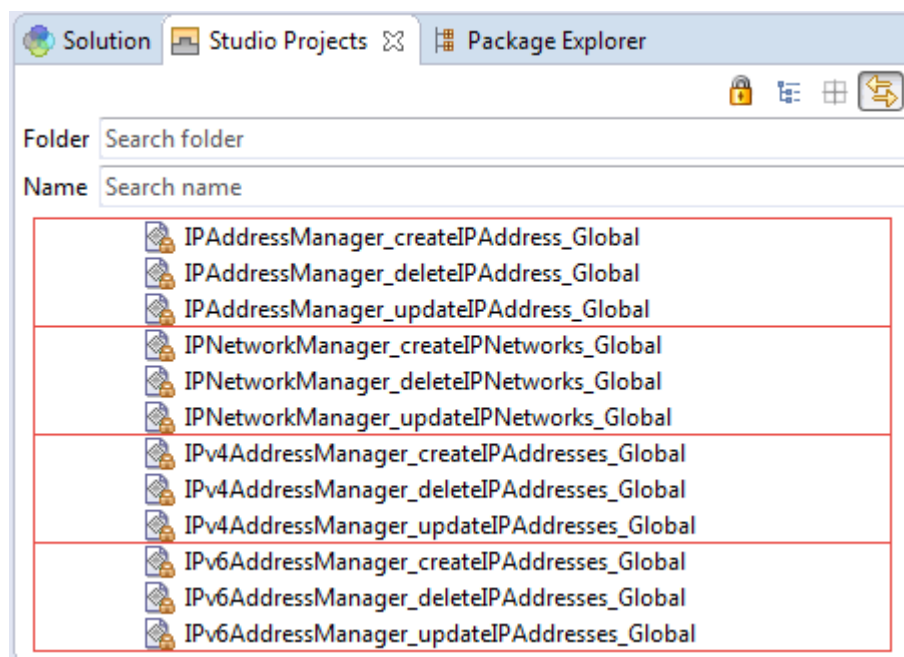 Solution Studio Projects Package Explorer
Folder Search folder
Name Search name
IPAddressManager_createIPAddress_Global
IPAddressManager_deleteIPAddress_Global
IPAddressManager_updateIPAddress_Global
IPNetworkManager_createIPNetworks_Global
IPNetworkManager_deleteIPNetworks_Global
IPNetworkManager_updateIPNetworks_Global
IPv4AddressManager_createIPAddresses_Global
IPv4AddressManager_deleteIPAddresses_Global
IPv4AddressManager_updateIPAddresses_Global
IPv6AddressManager_createIPAddresses_Global
IPv6AddressManager_deleteIPAddresses_Global
IPv6AddressManager_updateIPAddresses_Global